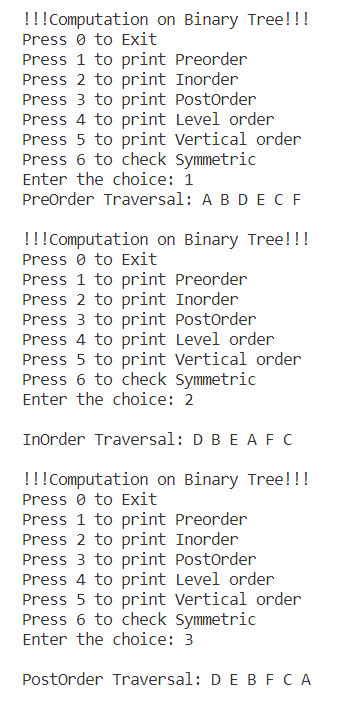 !!!Computation on Binary Tree!!!
Press 0 to Exit
Press 1 to print Preorder
Press 2 to print Inorder
Press 3 to print PostOrder
Press 4 to print Level order
Press 5 to print Vertical order
Press 6 to check Symmetric
Enter the choice: 1
PreOrder Traversal: A B D E C F
!!!Computation on Binary Tree!!!
Press 0 to Exit
Press 1 to print Preorder
Press 2 to print Inorder
Press 3 to print PostOrder
Press 4 to print Level order
Press 5 to print Vertical order
Press 6 to check Symmetric
Enter the choice: 2
InOrder Traversal: D B E A F C
!!!Computation on Binary Tree!!!
Press 0 to Exit
Press 1 to print Preorder
Press 2 to print Inorder
Press 3 to print PostOrder
Press 4 to print Level order
Press 5 to print Vertical order
Press 6 to check Symmetric
Enter the choice: 3
PostOrder Traversal: D E B F C A